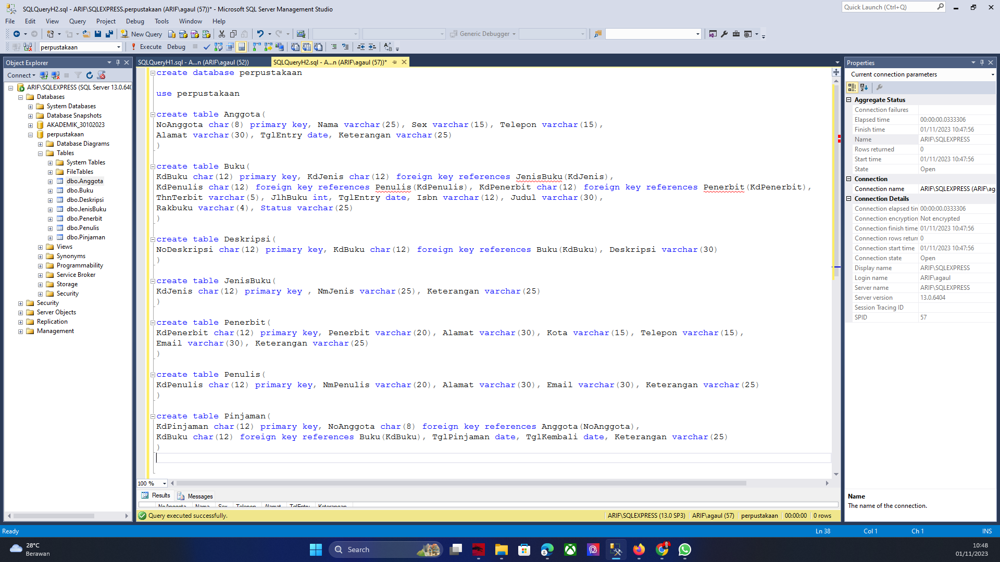 SQLQueryH2.sql - ARIF\SQLEXPRESS.perpustakaan (ARIF\agaul (57))* - Microsoft SQL Server Management Studio
Quick Launch (Ctrl+Q)
File Edit View Query Project Debug Tools Window Help
New Query
Generic Debugger
perpustakaan
Execute Debug
Object Explorer
Connect
ARIF\SQLEXPRESS (SQL Server 13.0.640
Databases
System Databases
Database Snapshots
AKADEMIK_30102023
perpustakaan
Database Diagrams
Tables
System Tables
FileTables
dbo.Anggota
dbo.Buku
dbo.Deskripsi
dbo.JenisBuku
dbo.Penerbit
dbo.Penulis
dbo.Pinjaman
Views
Synonyms
Programmability
Service Broker
Storage
Security
Security
Server Objects
Replication
Management
SQLQueryH1.sql - A...n (ARIF\agaul (52))
SQLQueryH2.sql - A...n (ARIF\agaul (57))*
create database perpustakaan
use perpustakaan
create table Anggota(
NoAnggota char(8) primary key, Nama varchar(25), Sex varchar(15), Telepon varchar(15),
Alamat varchar(30), TglEntry date, Keterangan varchar(25)
)
create table Buku(
KdBuku char(12) primary key, KdJenis char(12) foreign key references JenisBuku(KdJenis),
KdPenulis char(12) foreign key references Penulis(KdPenulis), KdPenerbit char(12) foreign key references Penerbit(KdPenerbit),
ThnTerbit varchar(5), JlhBuku int, TglEntry date, Isbn varchar(12), Judul varchar(30),
Rakbuku varchar(4), Status varchar(25)
)
create table Deskripsi(
NoDeskripsi char(12) primary key, KdBuku char(12) foreign key references Buku(KdBuku), Deskripsi varchar(30)
)
create table JenisBuku(
KdJenis char(12) primary key , NmJenis varchar(25), Keterangan varchar(25)
)
create table Penerbit(
KdPenerbit char(12) primary key, Penerbit varchar(20), Alamat varchar(30), Kota varchar(15), Telepon varchar(15),
Email varchar(30), Keterangan varchar(25)
)
create table Penulis(
KdPenulis char(12) primary key, NmPenulis varchar(20), Alamat varchar(30), Email varchar(30), Keterangan varchar(25)
)
create table Pinjaman(
KdPinjaman char(12) primary key, NoAnggota char(8) foreign key references Anggota(NoAnggota),
KdBuku char(12) foreign key references Buku(KdBuku), TglPinjaman date, TglKembali date, Keterangan varchar(25)
)
100 %
Results Messages
NoAnggota Nama Sex Telepon Alamat TglEntry Keterangan
Query executed successfully.
ARIF\SQLEXPRESS (13.0 SP3) ARIF\agaul (57) perpustakaan 00:00:00 0 rows
Properties
Current connection parameters
Aggregate Status
Connection failures
Elapsed time 00:00:00.0333306
Finish time 01/11/2023 10:47:56
Name ARIF\SQLEXPRESS
Rows returned 0
Start time 01/11/2023 10:47:56
State Open
Connection
Connection name ARIF\SQLEXPRESS (ARIF\ag
Connection Details
Connection elapsed tin 00:00:00.0333306
Connection encryption Not encrypted
Connection finish time 01/11/2023 10:47:56
Connection rows returr 0
Connection start time 01/11/2023 10:47:56
Connection state Open
Display name ARIF\SQLEXPRESS
Login name ARIF\agaul
Server name ARIF\SQLEXPRESS
Server version 13.0.6404
Session Tracing ID
SPID 57
Name
The name of the connection.
Ready Ln 38 Col 1 Ch 1 INS
28°C
Berawan
Search
10:48
01/11/2023